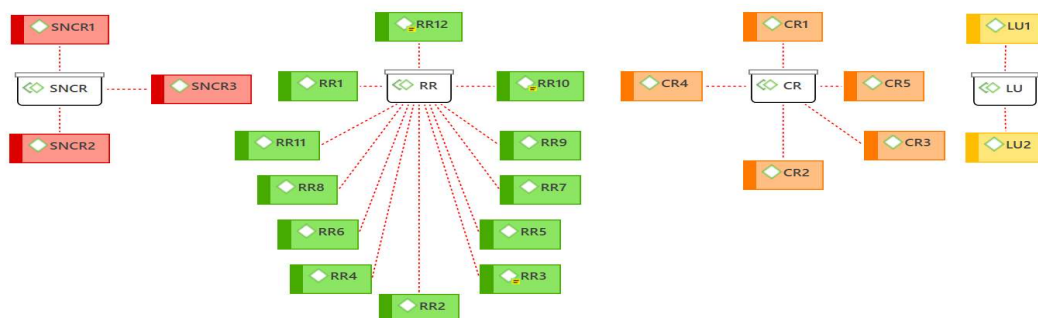 SNCR1
SNCR
SNCR3
SNCR2
RR12
RR1
RR
RR10
RR11
RR9
RR8
RR7
RR6
RR5
RR4
RR3
RR2
CR1
CR4
CR
CR5
CR3
CR2
LU1
LU
LU2